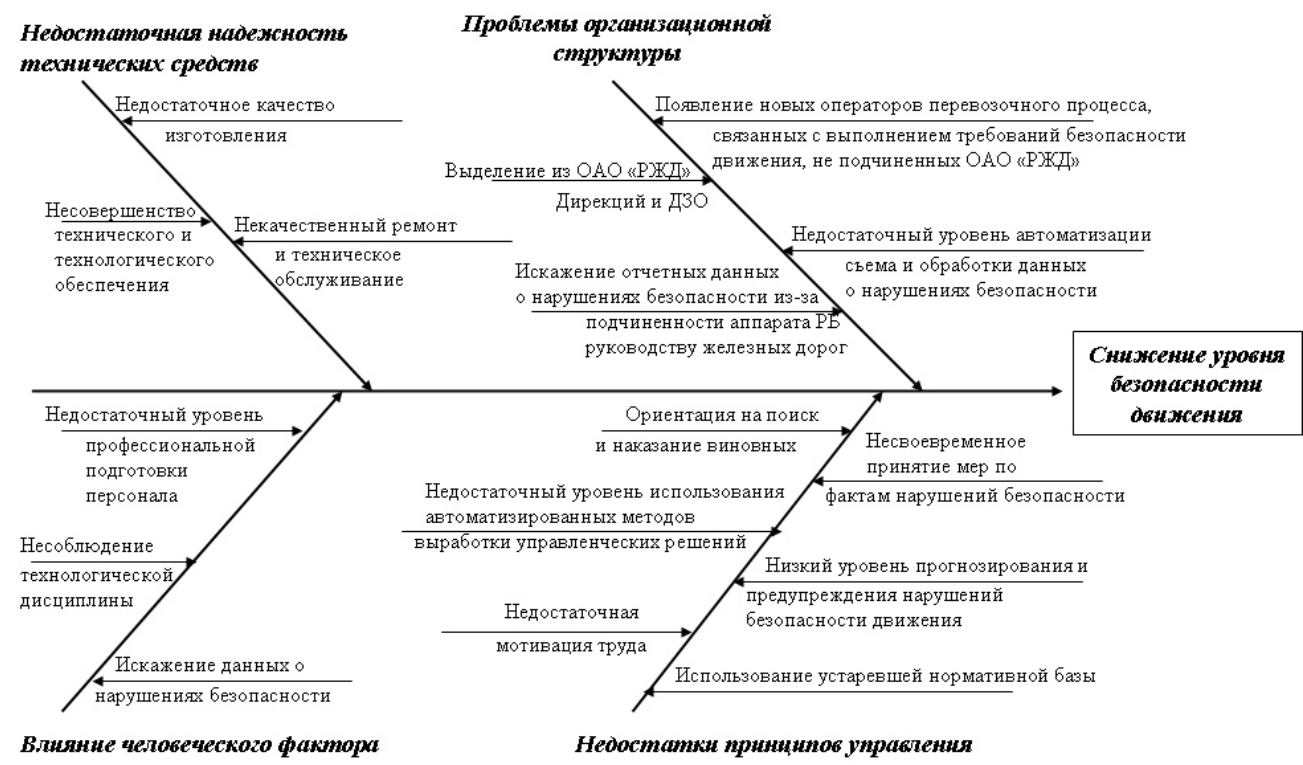 Недостаточная надежность
технических средств
Проблемы организационной
структуры
Недостаточное качество
изготовления
Несовершенство
технического и
технологического
обеспечения
Некачественный ремонт
и техническое
обслуживание
Появление новых операторов перевозочного процесса,
связанных с выполнением требований безопасности
движения, не подчиненных ОАО «РЖД»
Выделение из ОАО «РЖД»
Дирекций и ДЗО
Недостаточный уровень автоматизации
съема и обработки данных
о нарушениях безопасности
Искажение отчетных данных
о нарушениях безопасности из-за
подчиненности аппарата РБ
руководству железных дорог
Снижение уровня
безопасности
движения
Недостаточный уровень
профессиональной
подготовки
персонала
Несоблюдение
технологической
дисциплины
Искажение данных о
нарушениях безопасности
Ориентация на поиск
и наказание виновных
Несвоевременное
принятие мер по
фактам нарушений безопасности
Недостаточный уровень использования
автоматизированных методов
выработки управленческих решений
Низкий уровень прогнозирования и
предупреждения нарушений
безопасности движения
Недостаточная
мотивация труда
Использование устаревшей нормативной базы
Влияние человеческого фактора
Недостатки принципов управления